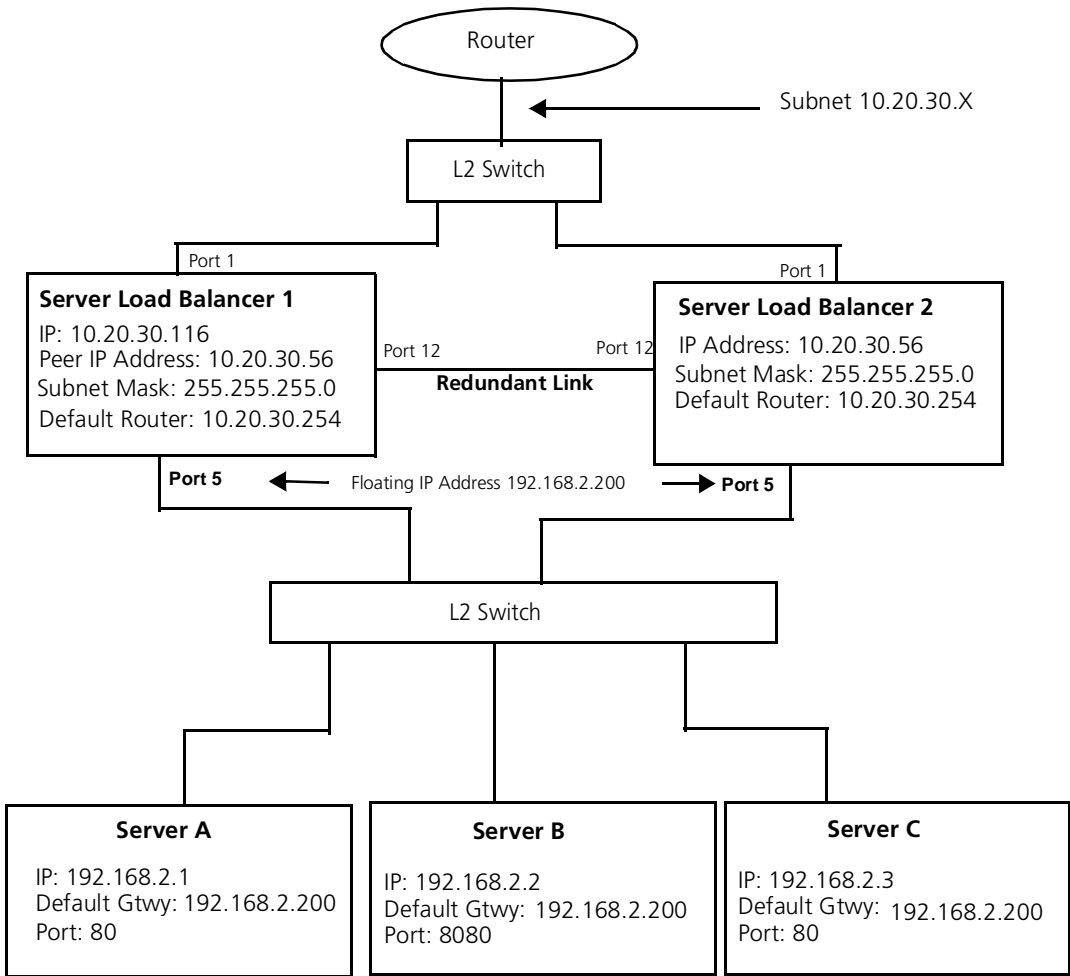 Router
Subnet 10.20.30.X
L2 Switch
Port 1
Port 1
Server Load Balancer 1
IP: 10.20.30.116
Peer IP Address: 10.20.30.56
Subnet Mask: 255.255.255.0
Default Router: 10.20.30.254
Port 12
Port 12
Redundant Link
Server Load Balancer 2
IP Address: 10.20.30.56
Subnet Mask: 255.255.255.0
Default Router: 10.20.30.254
Port 5
Floating IP Address 192.168.2.200
Port 5
L2 Switch
Server A
IP: 192.168.2.1
Default Gtwy: 192.168.2.200
Port: 80
Server B
IP: 192.168.2.2
Default Gtwy: 192.168.2.200
Port: 8080
Server C
IP: 192.168.2.3
Default Gtwy: 192.168.2.200
Port: 80